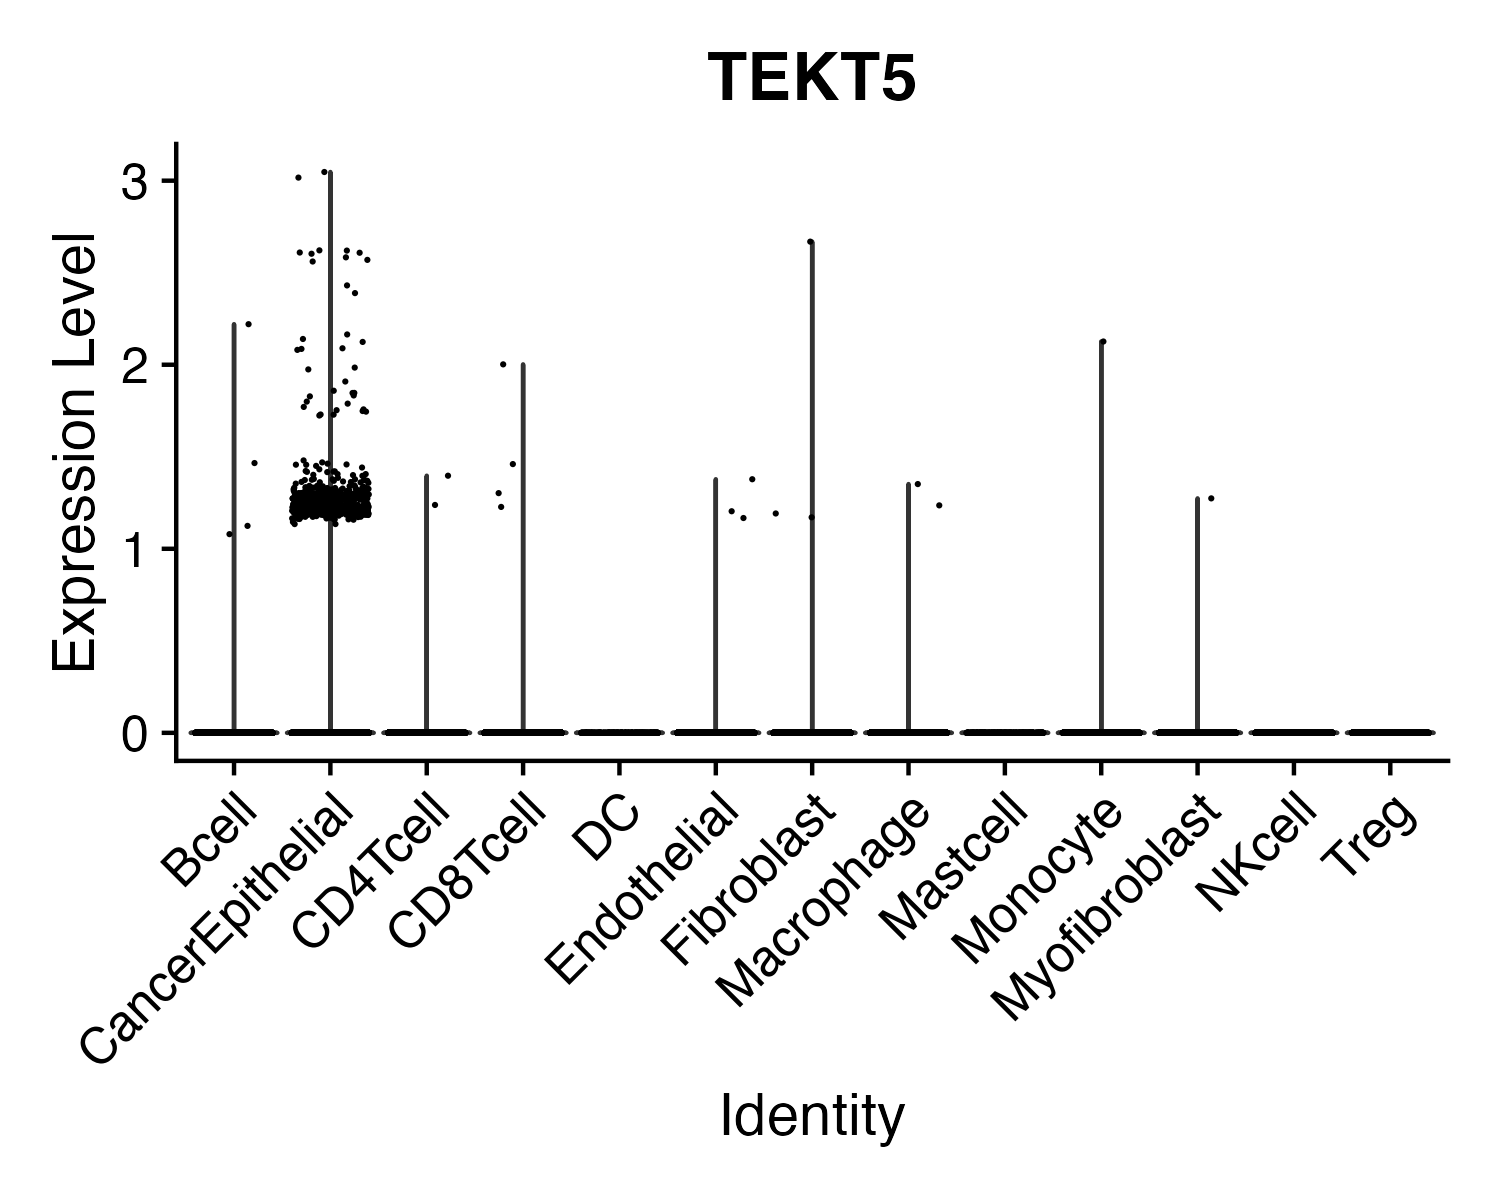 TEKT5
Expression Level
3
2
1
0
Bcell
CancerEpithelial
CD4Tcell
CD8Tcell
DC
Endothelial
Fibroblast
Macrophage
Mastcell
Monocyte
Myofibroblast
NKcell
Treg
Identity